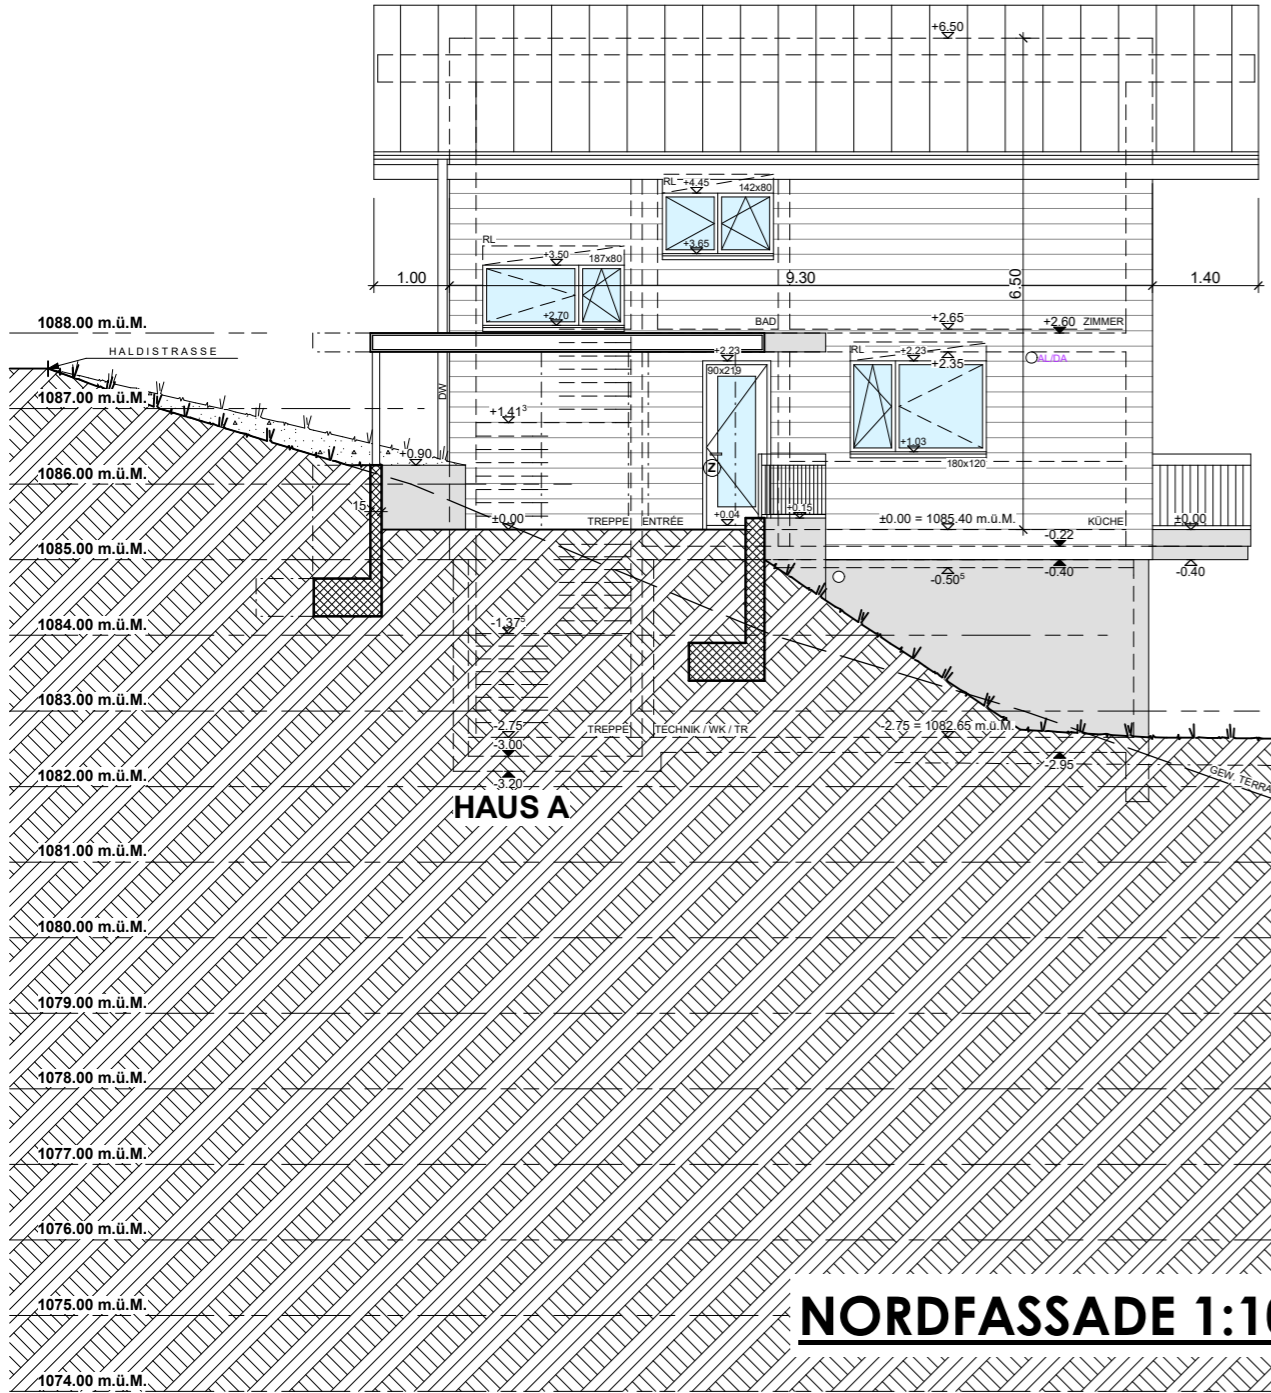 +6.50
RL +4.45 142x80
+3.65
RL
+3.50 187x80
+2.70
1.00 9.30 1.40
6.50
1088.00 m.ü.M.
BAD +2.65 +2.60 ZIMMER
HALDISTRASSE
+2.23 RL +2.23 +2.35 AL/DA
90x219
DW
1087.00 m.ü.M.
+1.41³
+1.03
180x120
+0.90
1086.00 m.ü.M.
Z
15
±0.00 TREPPE ENTRÉE +0.04 +0.15 ±0.00 = 1085.40 m.ü.M. KÜCHE ±0.00
-0.22
1085.00 m.ü.M.
-0.50⁵ -0.40 -0.40
1084.00 m.ü.M.
-1.37⁵
1083.00 m.ü.M.
-2.75 TREPPE TECHNIK / WK / TR -2.75 = 1082.65 m.ü.M.
-3.00
-2.95
1082.00 m.ü.M.
-3.20
GEW. TERRA
HAUS A
1081.00 m.ü.M.
1080.00 m.ü.M.
1079.00 m.ü.M.
1078.00 m.ü.M.
1077.00 m.ü.M.
1076.00 m.ü.M.
1075.00 m.ü.M.
NORDFASSADE 1:10
1074.00 m.ü.M.